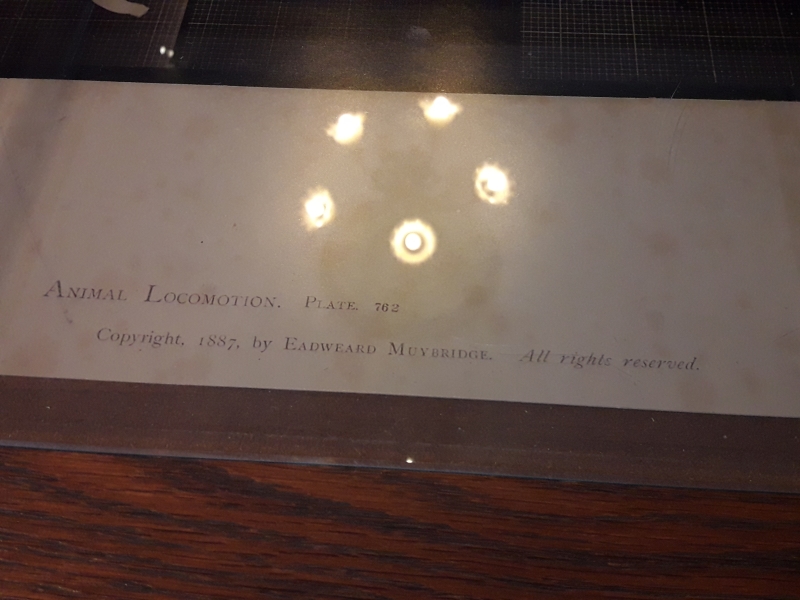 ANIMAL LOCOMOTION. PLATE. 762
Copyright, 1887, by EADWEARD MUYBRIDGE. All rights reserved.